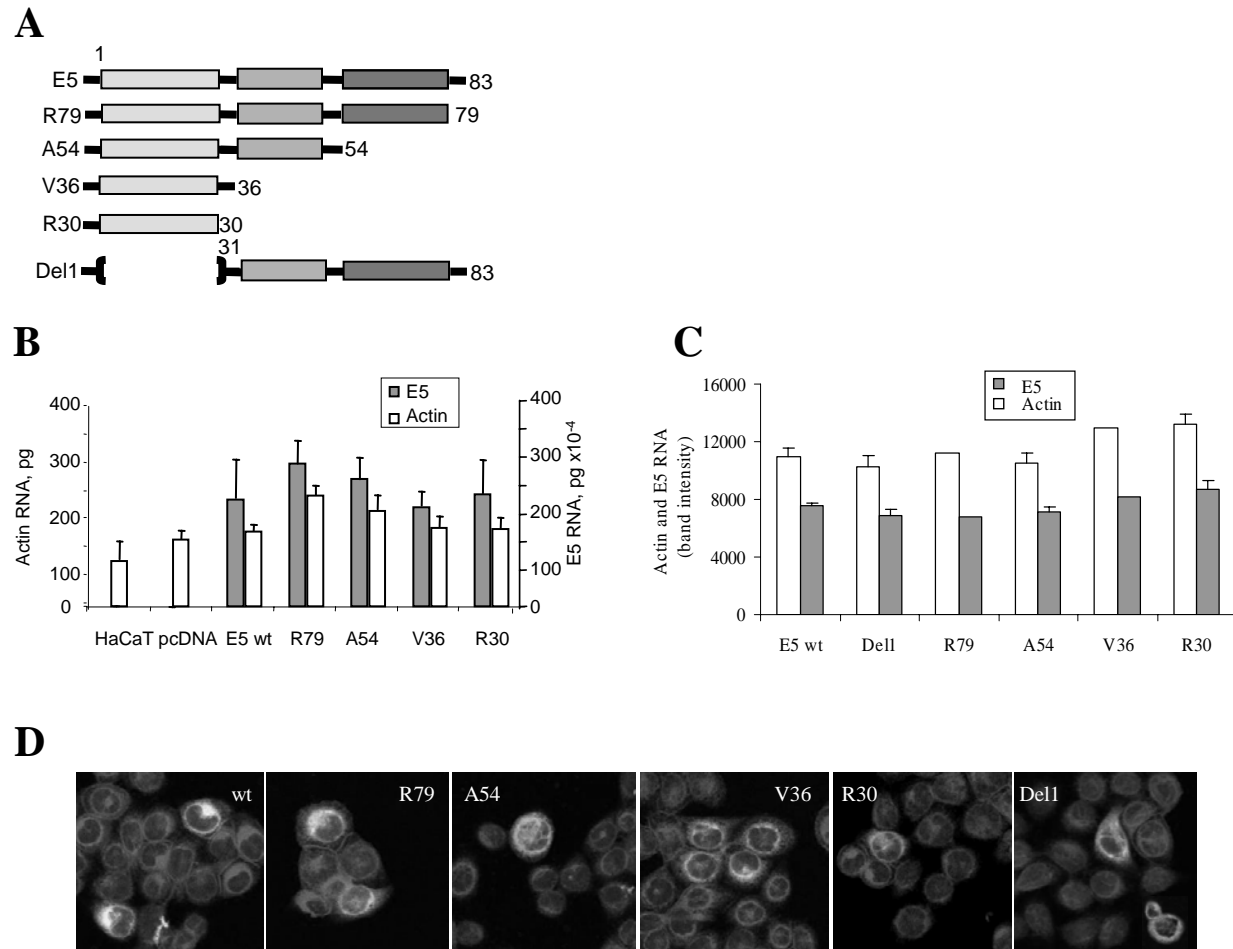 A
1
E5
83
R79
79
A54
54
V36
36
R30
30
31
Del1
83
B
E5
Actin
400
300
200
100
0
Actin RNA, pg
400
300
200
100
0
E5 RNA, pg x10-4
HaCaT pcDNA E5 wt R79 A54 V36 R30
C
E5
Actin
16000
12000
8000
4000
0
Actin and E5 RNA
(band intensity)
E5 wt Del1 R79 A54 V36 R30
D
wt R79 A54 V36 R30 Del1